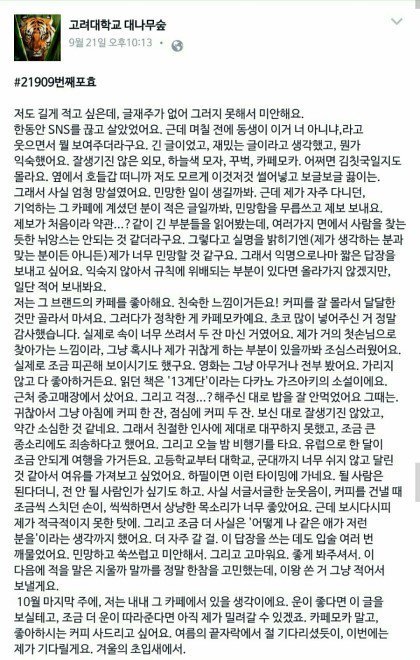 고려대학교 대나무숲
9월 21일 오후10:13 ·
#21909번째포효
저도 길게 적고 싶은데, 글재주가 없어 그러지 못해서 미안해요.
한동안 SNS를 끊고 살았었어요. 근데 며칠 전에 동생이 이거 너 아니냐,라고
웃으면서 뭘 보여주더라구요. 긴 글이었고, 재밌는 글이라고 생각했고, 뭔가
익숙했어요. 잘생기진 않은 외모, 하늘색 모자, 꾸벅, 카페모카. 어쩌면 김칫국일지도
몰라요. 옆에서 호들갑 떠니까 저도 모르게 이것저것 썰어넣고 보글보글 끓이는.
그래서 사실 엄청 망설였어요. 민망한 일이 생길까봐. 근데 제가 자주 다니던,
기억하는 그 카페에 계셨던 분이 적은 글일까봐, 민망함을 무릅쓰고 제보 보내요.
제보가 처음이라 약관...? 같이 긴 부분들을 읽어봤는데, 여러가지 면에서 사람을 찾는
듯한 뉘앙스는 안되는 것 같더라구요. 그렇다고 실명을 밝히기엔(제가 생각하는 분과
맞는 분이든 아니든)제가 너무 민망할 것 같구요. 그래서 익명으로나마 짧은 답장을
보내고 싶어요. 익숙지 않아서 규칙에 위배되는 부분이 있다면 올라가지 않겠지만,
일단 적어 보내봐요.
저는 그 브랜드의 카페를 좋아해요. 친숙한 느낌이거든요! 커피를 잘 몰라서 달달한
것만 골라서 마셔요. 그러다가 정착한 게 카페모카예요. 초코 많이 넣어주신 거 정말
감사했습니다. 실제로 속이 너무 쓰려서 두 잔 마신 거였어요. 제가 거의 첫손님으로
찾아가는 느낌이라, 그냥 혹시나 제가 귀찮게 하는 부분이 있을까봐 조심스러웠어요.
실제로 조금 피곤해 보이시기도 했구요. 영화는 그냥 아무거나 전부 봤어요. 가리지
않고 다 좋아하거든요. 읽던 책은 '13계단'이라는 다카노 가즈아키의 소설이에요.
근처 중고매장에서 샀어요. 그리고 걱정...? 해주신 대로 밥을 잘 안먹었어요 그때는.
귀찮아서 그냥 아침에 커피 한 잔, 점심에 커피 두 잔. 보신 대로 잘생기진 않았고,
약간 소심한 것 같네요. 그래서 친절한 인사에 제대로 대꾸하지 못했고, 조금 큰
종소리에도 죄송하다고 했어요. 그리고 오늘 밤 비행기를 타요. 유럽으로 한 달이
조금 안되게 여행을 가거든요. 고등학교부터 대학교, 군대까지 너무 쉬지 않고 달린
것 같아서 여유를 가져보고 싶었어요. 하필이면 이런 타이밍에 가네요. 될 사람은
된다더니, 전 안 될 사람인가 싶기도 하고. 사실 서글서글한 눈웃음이, 커피를 건넬 때
조금씩 스치던 손이, 씩씩하면서 상냥한 목소리가 너무 좋았어요. 근데 보시다시피
제가 적극적이지 못한 탓에. 그리고 조금 더 사실은 '어떻게 나 같은 애가 저런
분을'이라는 생각까지 했어요. 더 자주 갈 걸. 이 답장을 쓰는 데도 입술 여러 번
깨물었어요. 민망하고 쑥스럽고 미안해서. 그리고 고마워요. 좋게 봐주셔서. 이
다음에 적을 말은 지울까 말까를 정말 한참을 고민했는데, 이왕 쓴 거 그냥 적어서
보낼게요.
10월 마지막 주에, 저는 내내 그 카페에서 있을 생각이에요. 운이 좋다면 이 글을
보실테고, 조금 더 운이 따라준다면 아직 제가 밀려갈 수 있겠죠. 카페모카 말고,
좋아하시는 커피 사드리고 싶어요. 여름의 끝자락에서 절 기다리셨듯이, 이번에는
제가 기다릴게요. 겨울의 초입새에서.